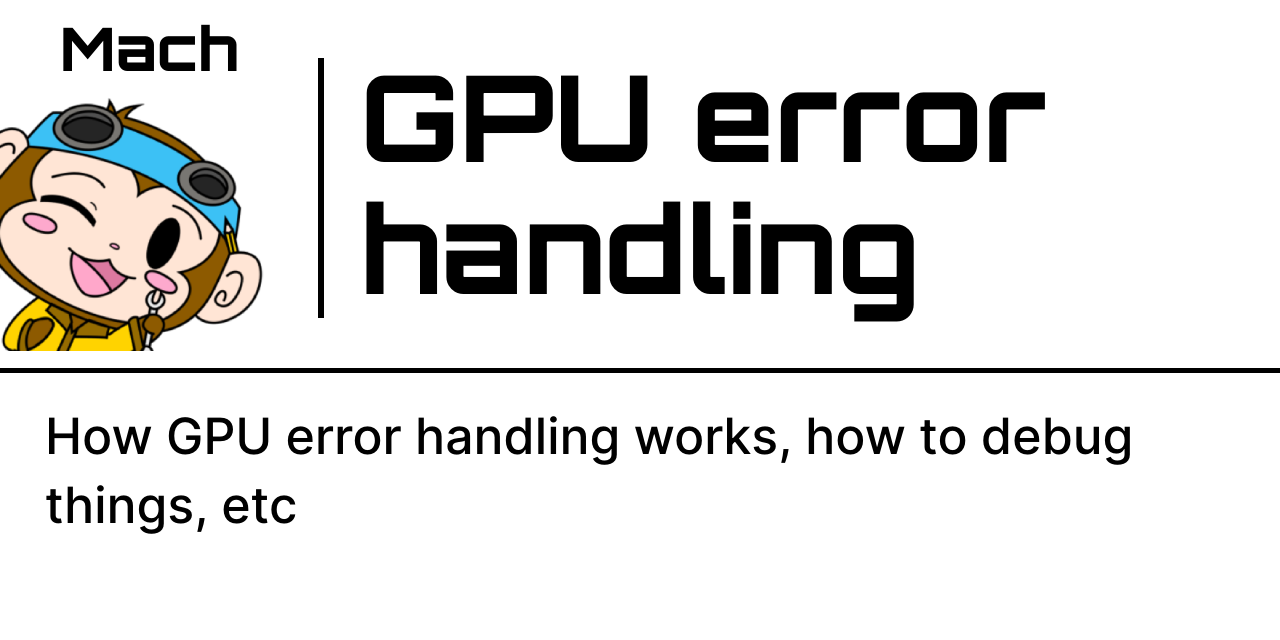 Mach
GPU error
handling
How GPU error handling works, how to debug
things, etc